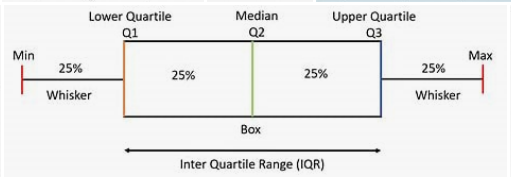 Lower Quartile Median Upper Quartile
Q1 Q2 Q3
Min Max
25% 25% 25% 25%
Whisker Whisker
Box
Inter Quartile Range (IQR)